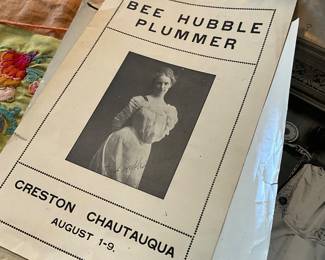 BEE HUBBLE
PLUMMER
CRESTON CHAUTAUQUA
AUGUST 1-9.